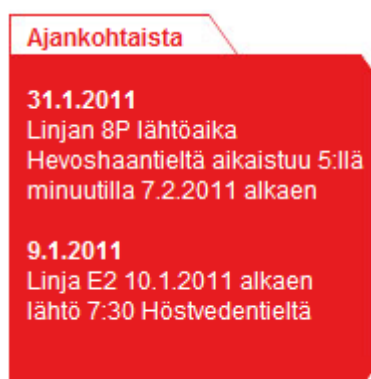 Ajankohtaista
31.1.2011
Linjan 8P lähtöaika
Hevoshaantieltä aikaistuu 5:llä
minuutilla 7.2.2011 alkaen
9.1.2011
Linja E2 10.1.2011 alkaen
lähtö 7:30 Höstvedentieltä